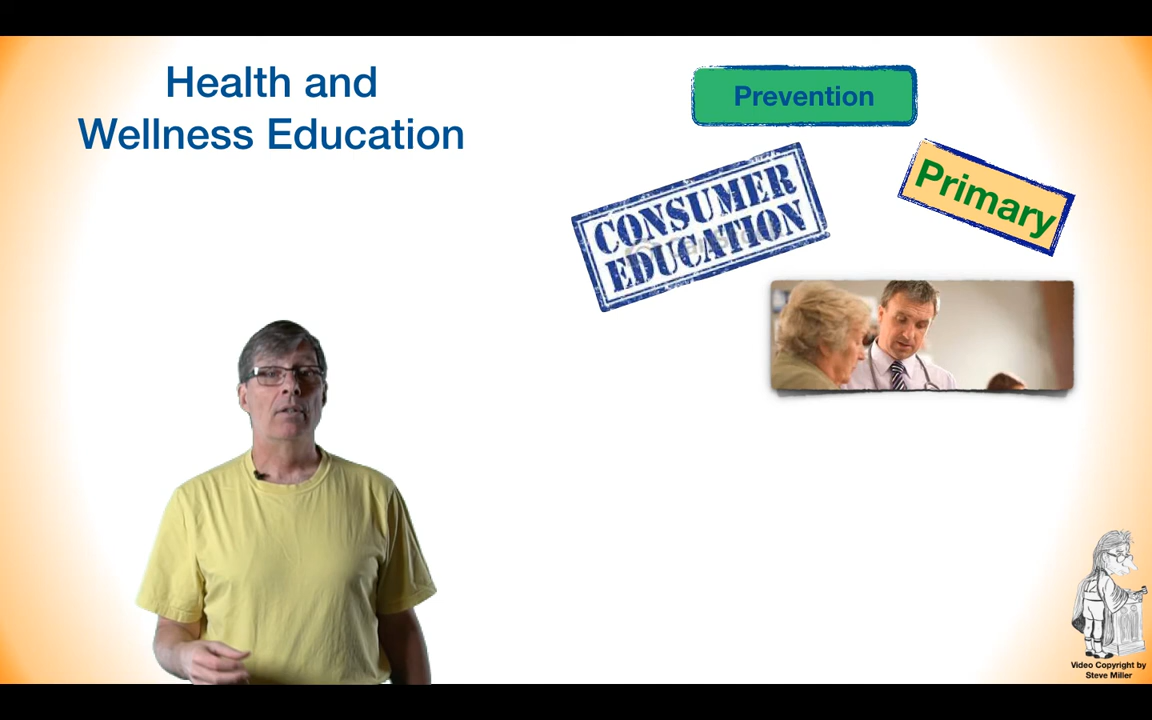 Health and
Wellness Education
Prevention
CONSUMER
EDUCATION
Primary
Video Copyright by
Steve Miller